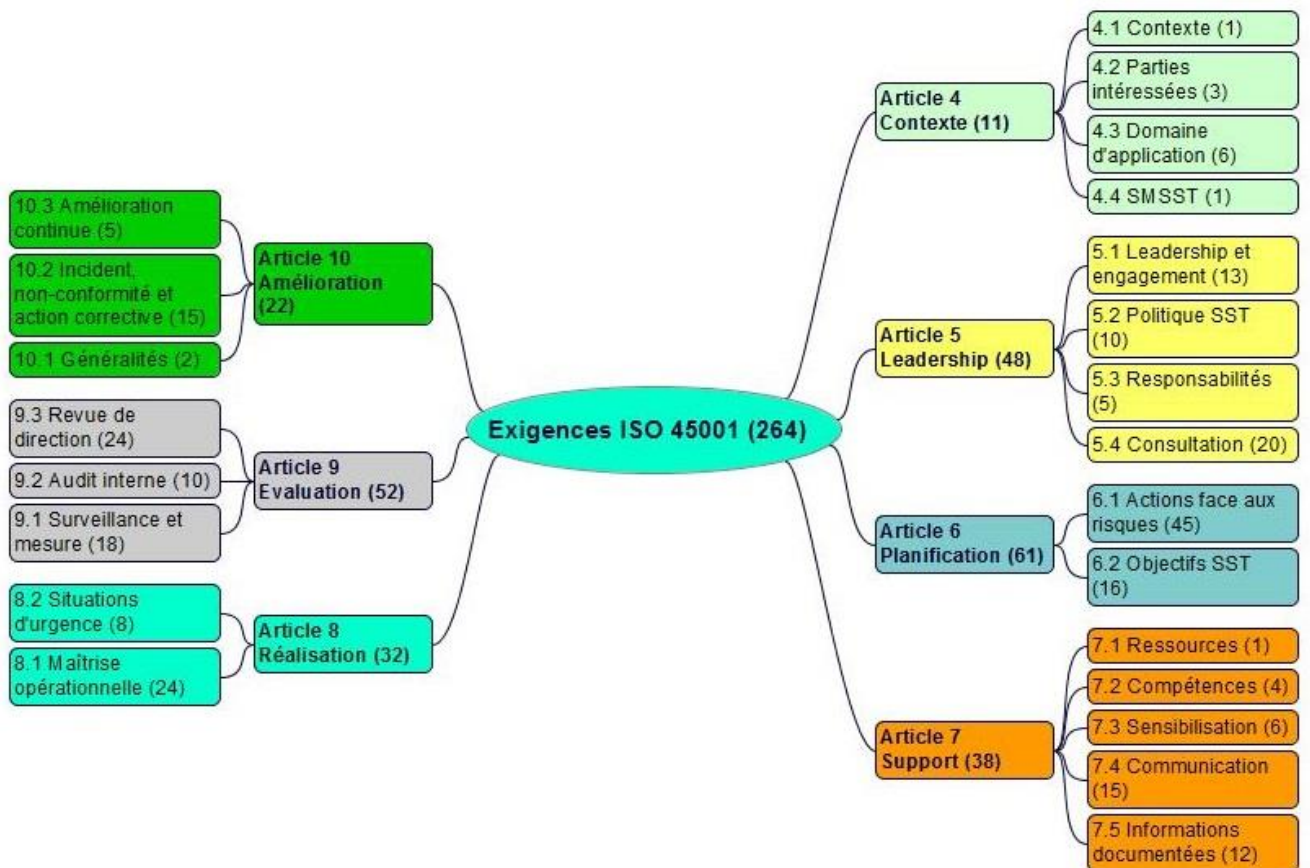 Exigences ISO 45001 (264)
Article 4
Contexte (11)
4.1 Contexte (1)
4.2 Parties
intéressées (3)
4.3 Domaine
d'application (6)
4.4 SMSST (1)
Article 5
Leadership (48)
5.1 Leadership et
engagement (13)
5.2 Politique SST
(10)
5.3 Responsabilités
(5)
5.4 Consultation (20)
Article 6
Planification (61)
6.1 Actions face aux
risques (45)
6.2 Objectifs SST
(16)
Article 7
Support (38)
7.1 Ressources (1)
7.2 Compétences (4)
7.3 Sensibilisation (6)
7.4 Communication
(15)
7.5 Informations
documentées (12)
Article 8
Réalisation (32)
8.2 Situations
d'urgence (8)
8.1 Maîtrise
opérationnelle (24)
Article 9
Evaluation (52)
9.3 Revue de
direction (24)
9.2 Audit interne (10)
9.1 Surveillance et
mesure (18)
Article 10
Amélioration
(22)
10.3 Amélioration
continue (5)
10.2 Incident,
non-conformité et
action corrective (15)
10.1 Généralités (2)